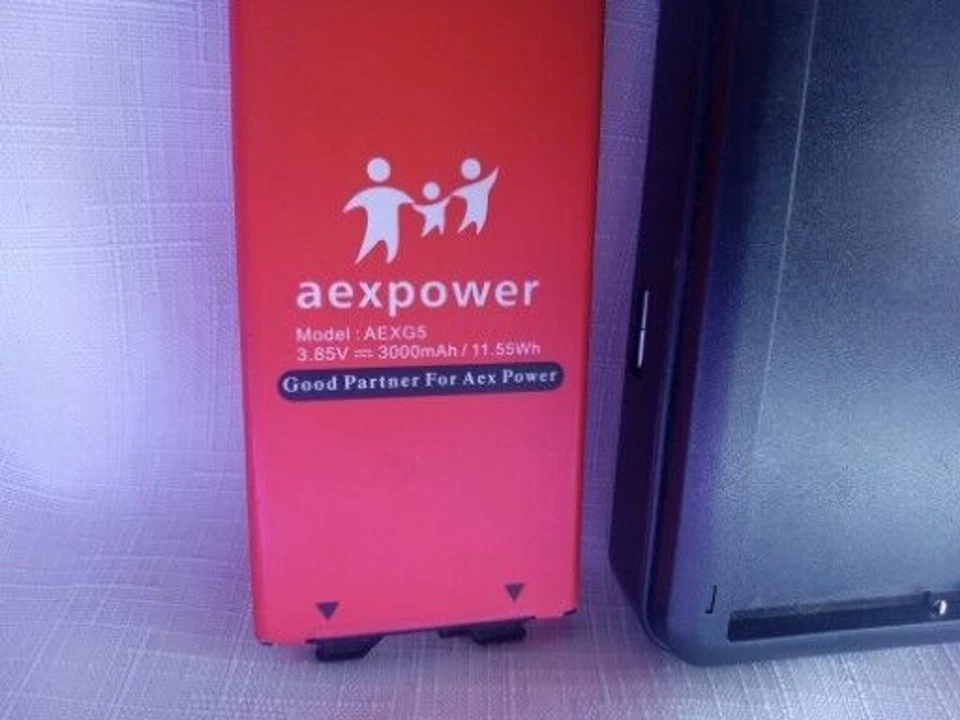 aexpower
Model : AEXG5
3.85V ⎓ 3000mAh / 11.55Wh
Good Partner For Aex Power